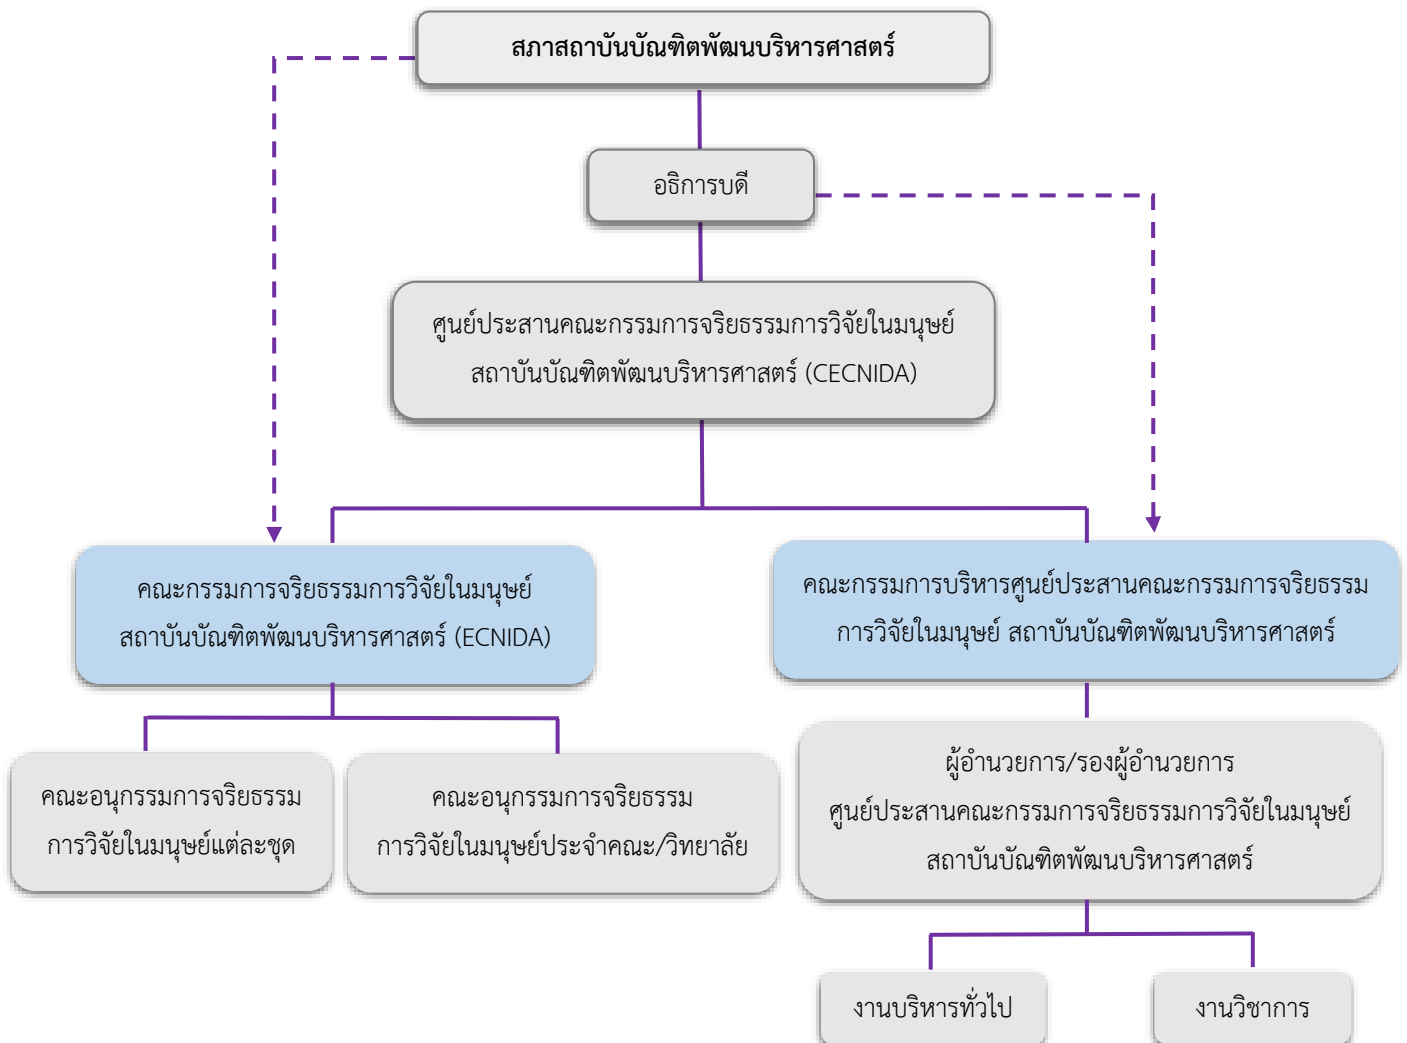 สภาสถาบันบัณฑิตพัฒนบริหารศาสตร์
อธิการบดี
ศูนย์ประสานคณะกรรมการจริยธรรมการวิจัยในมนุษย์
สถาบันบัณฑิตพัฒนบริหารศาสตร์ (CECNIDA)
คณะกรรมการจริยธรรมการวิจัยในมนุษย์
สถาบันบัณฑิตพัฒนบริหารศาสตร์ (ECNIDA)
คณะกรรมการบริหารศูนย์ประสานคณะกรรมการจริยธรรม
การวิจัยในมนุษย์ สถาบันบัณฑิตพัฒนบริหารศาสตร์
คณะอนุกรรมการจริยธรรม
การวิจัยในมนุษย์แต่ละชุด
คณะอนุกรรมการจริยธรรม
การวิจัยในมนุษย์ประจำคณะ/วิทยาลัย
ผู้อำนวยการ/รองผู้อำนวยการ
ศูนย์ประสานคณะกรรมการจริยธรรมการวิจัยในมนุษย์
สถาบันบัณฑิตพัฒนบริหารศาสตร์
งานบริหารทั่วไป
งานวิชาการ